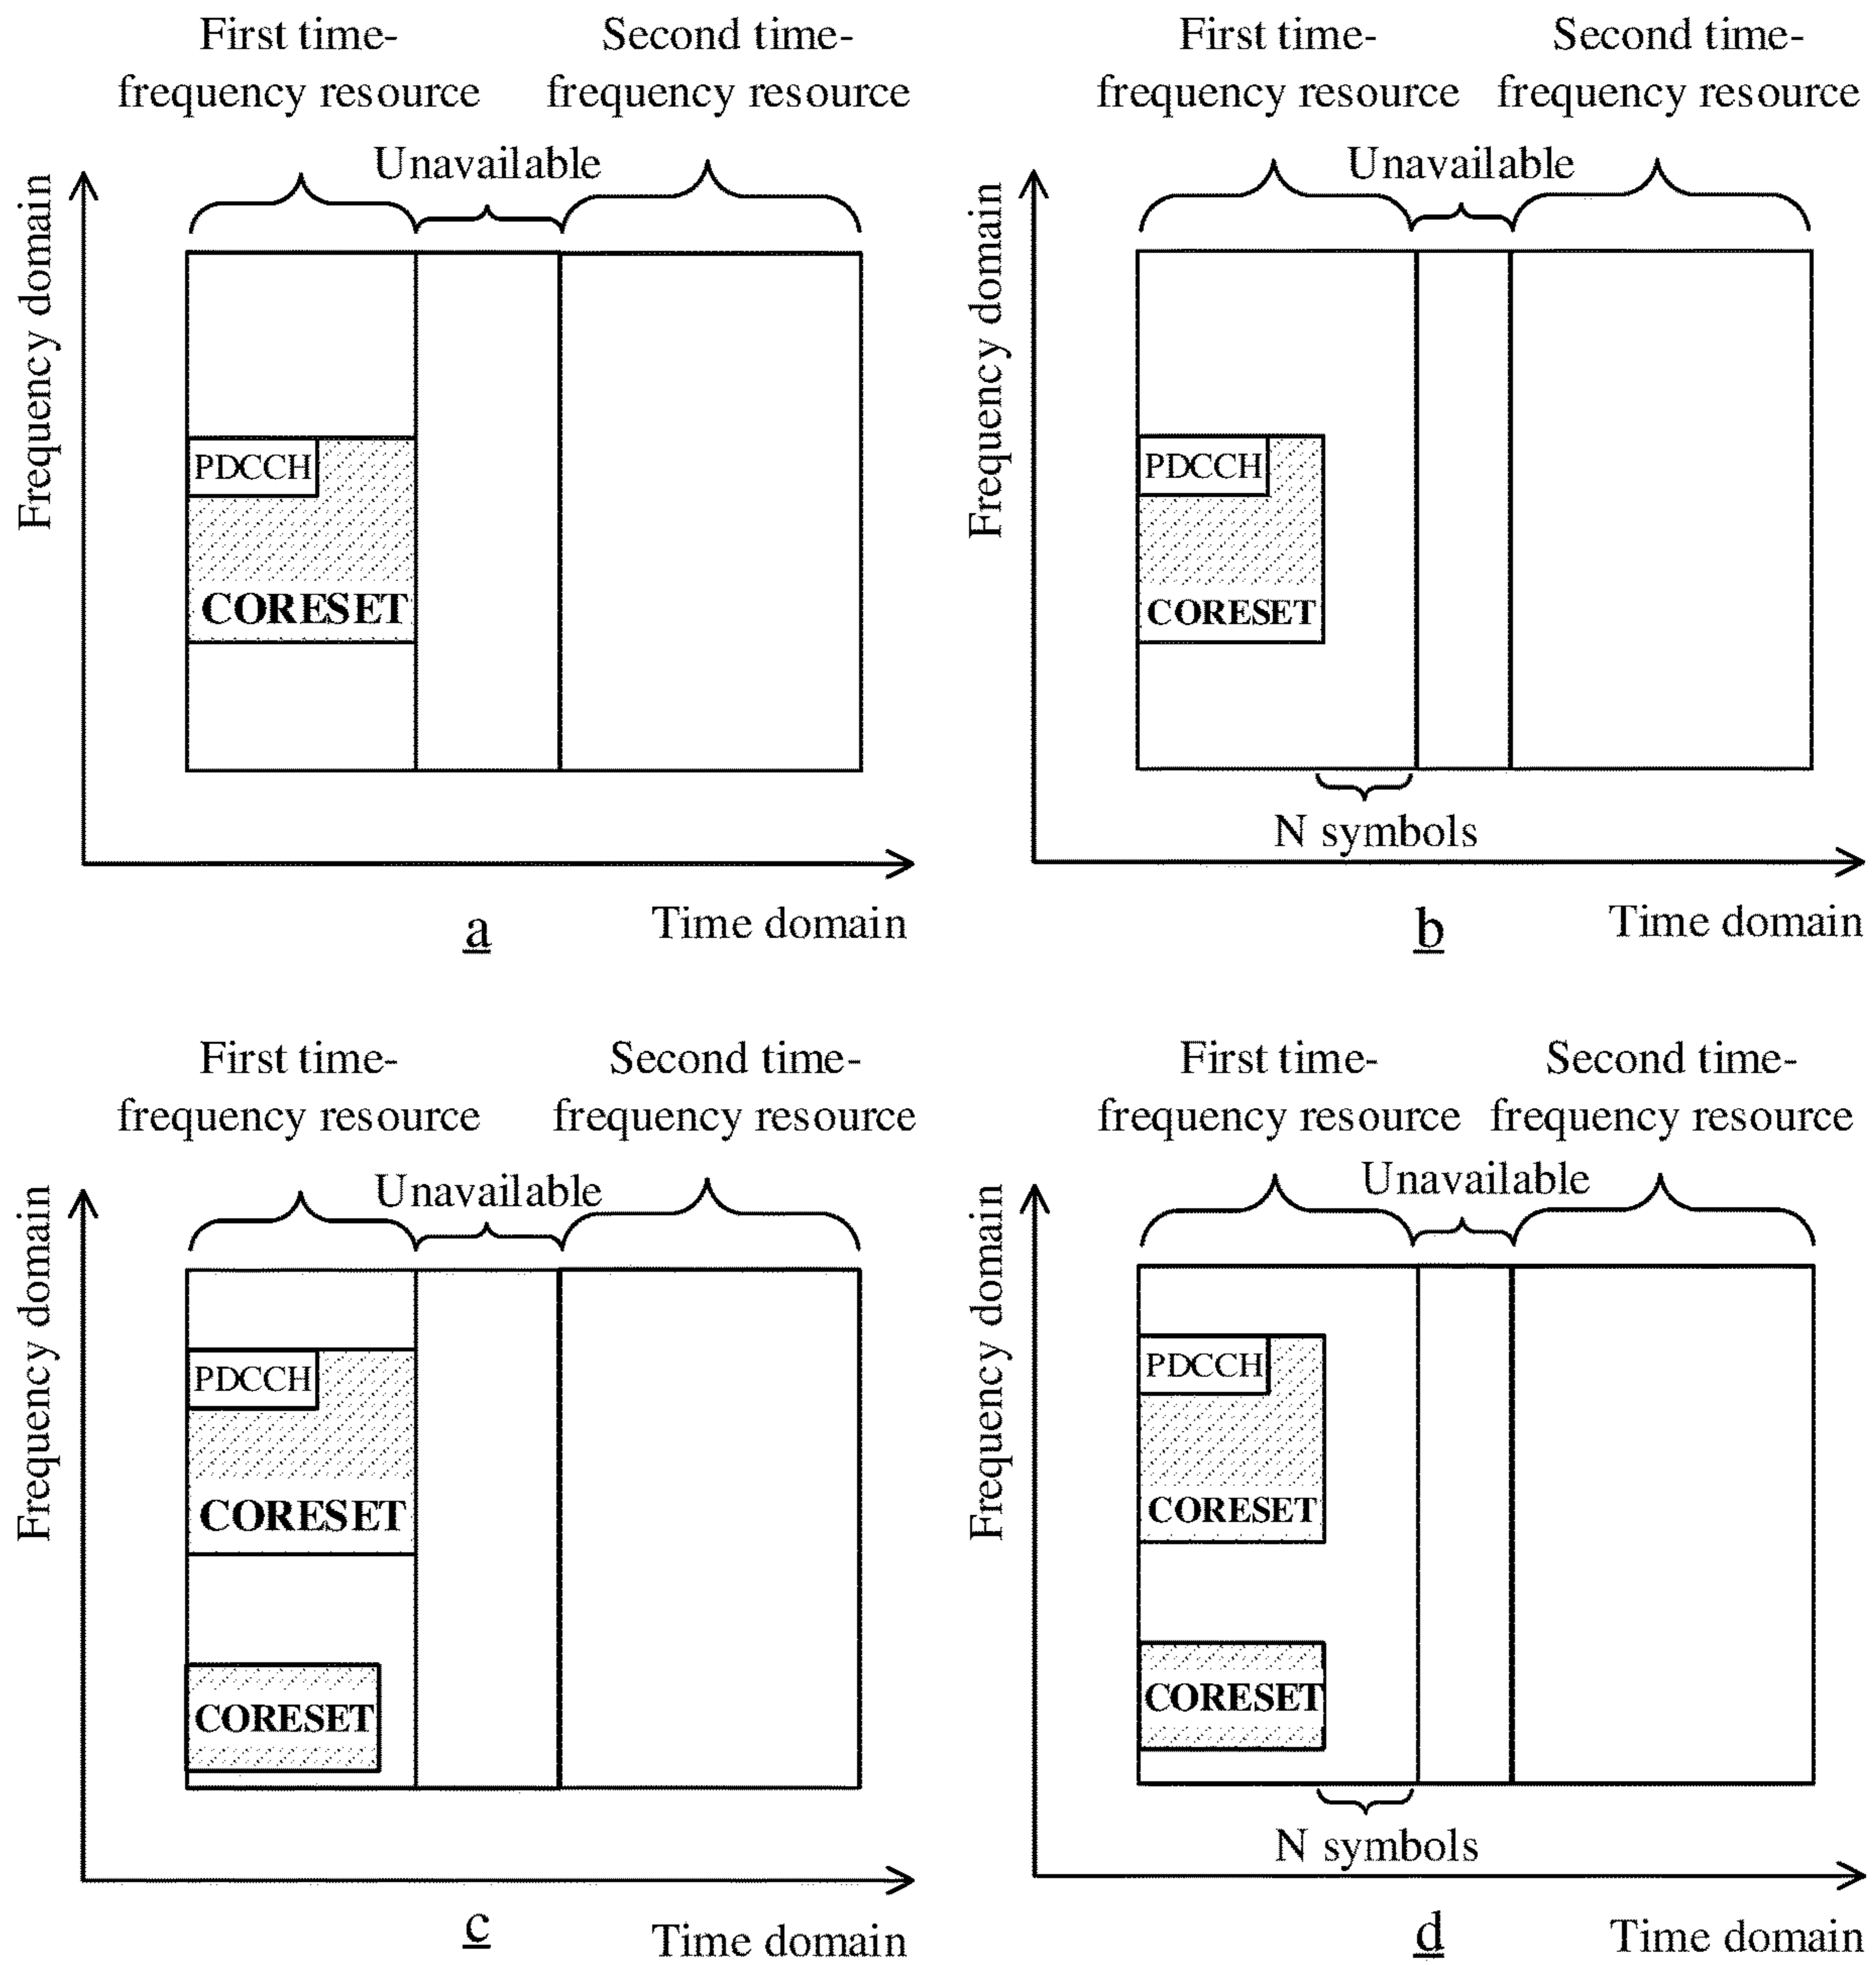 First time-
frequency resource
Second time-
frequency resource
Unavailable
Frequency domain
PDCCH
CORESET
Time domain
a
First time-
frequency resource
Second time-
frequency resource
Unavailable
Frequency domain
PDCCH
CORESET
N symbols
Time domain
b
First time-
frequency resource
Second time-
frequency resource
Unavailable
Frequency domain
PDCCH
CORESET
CORESET
Time domain
c
First time-
frequency resource
Second time-
frequency resource
Unavailable
Frequency domain
PDCCH
CORESET
CORESET
N symbols
Time domain
d